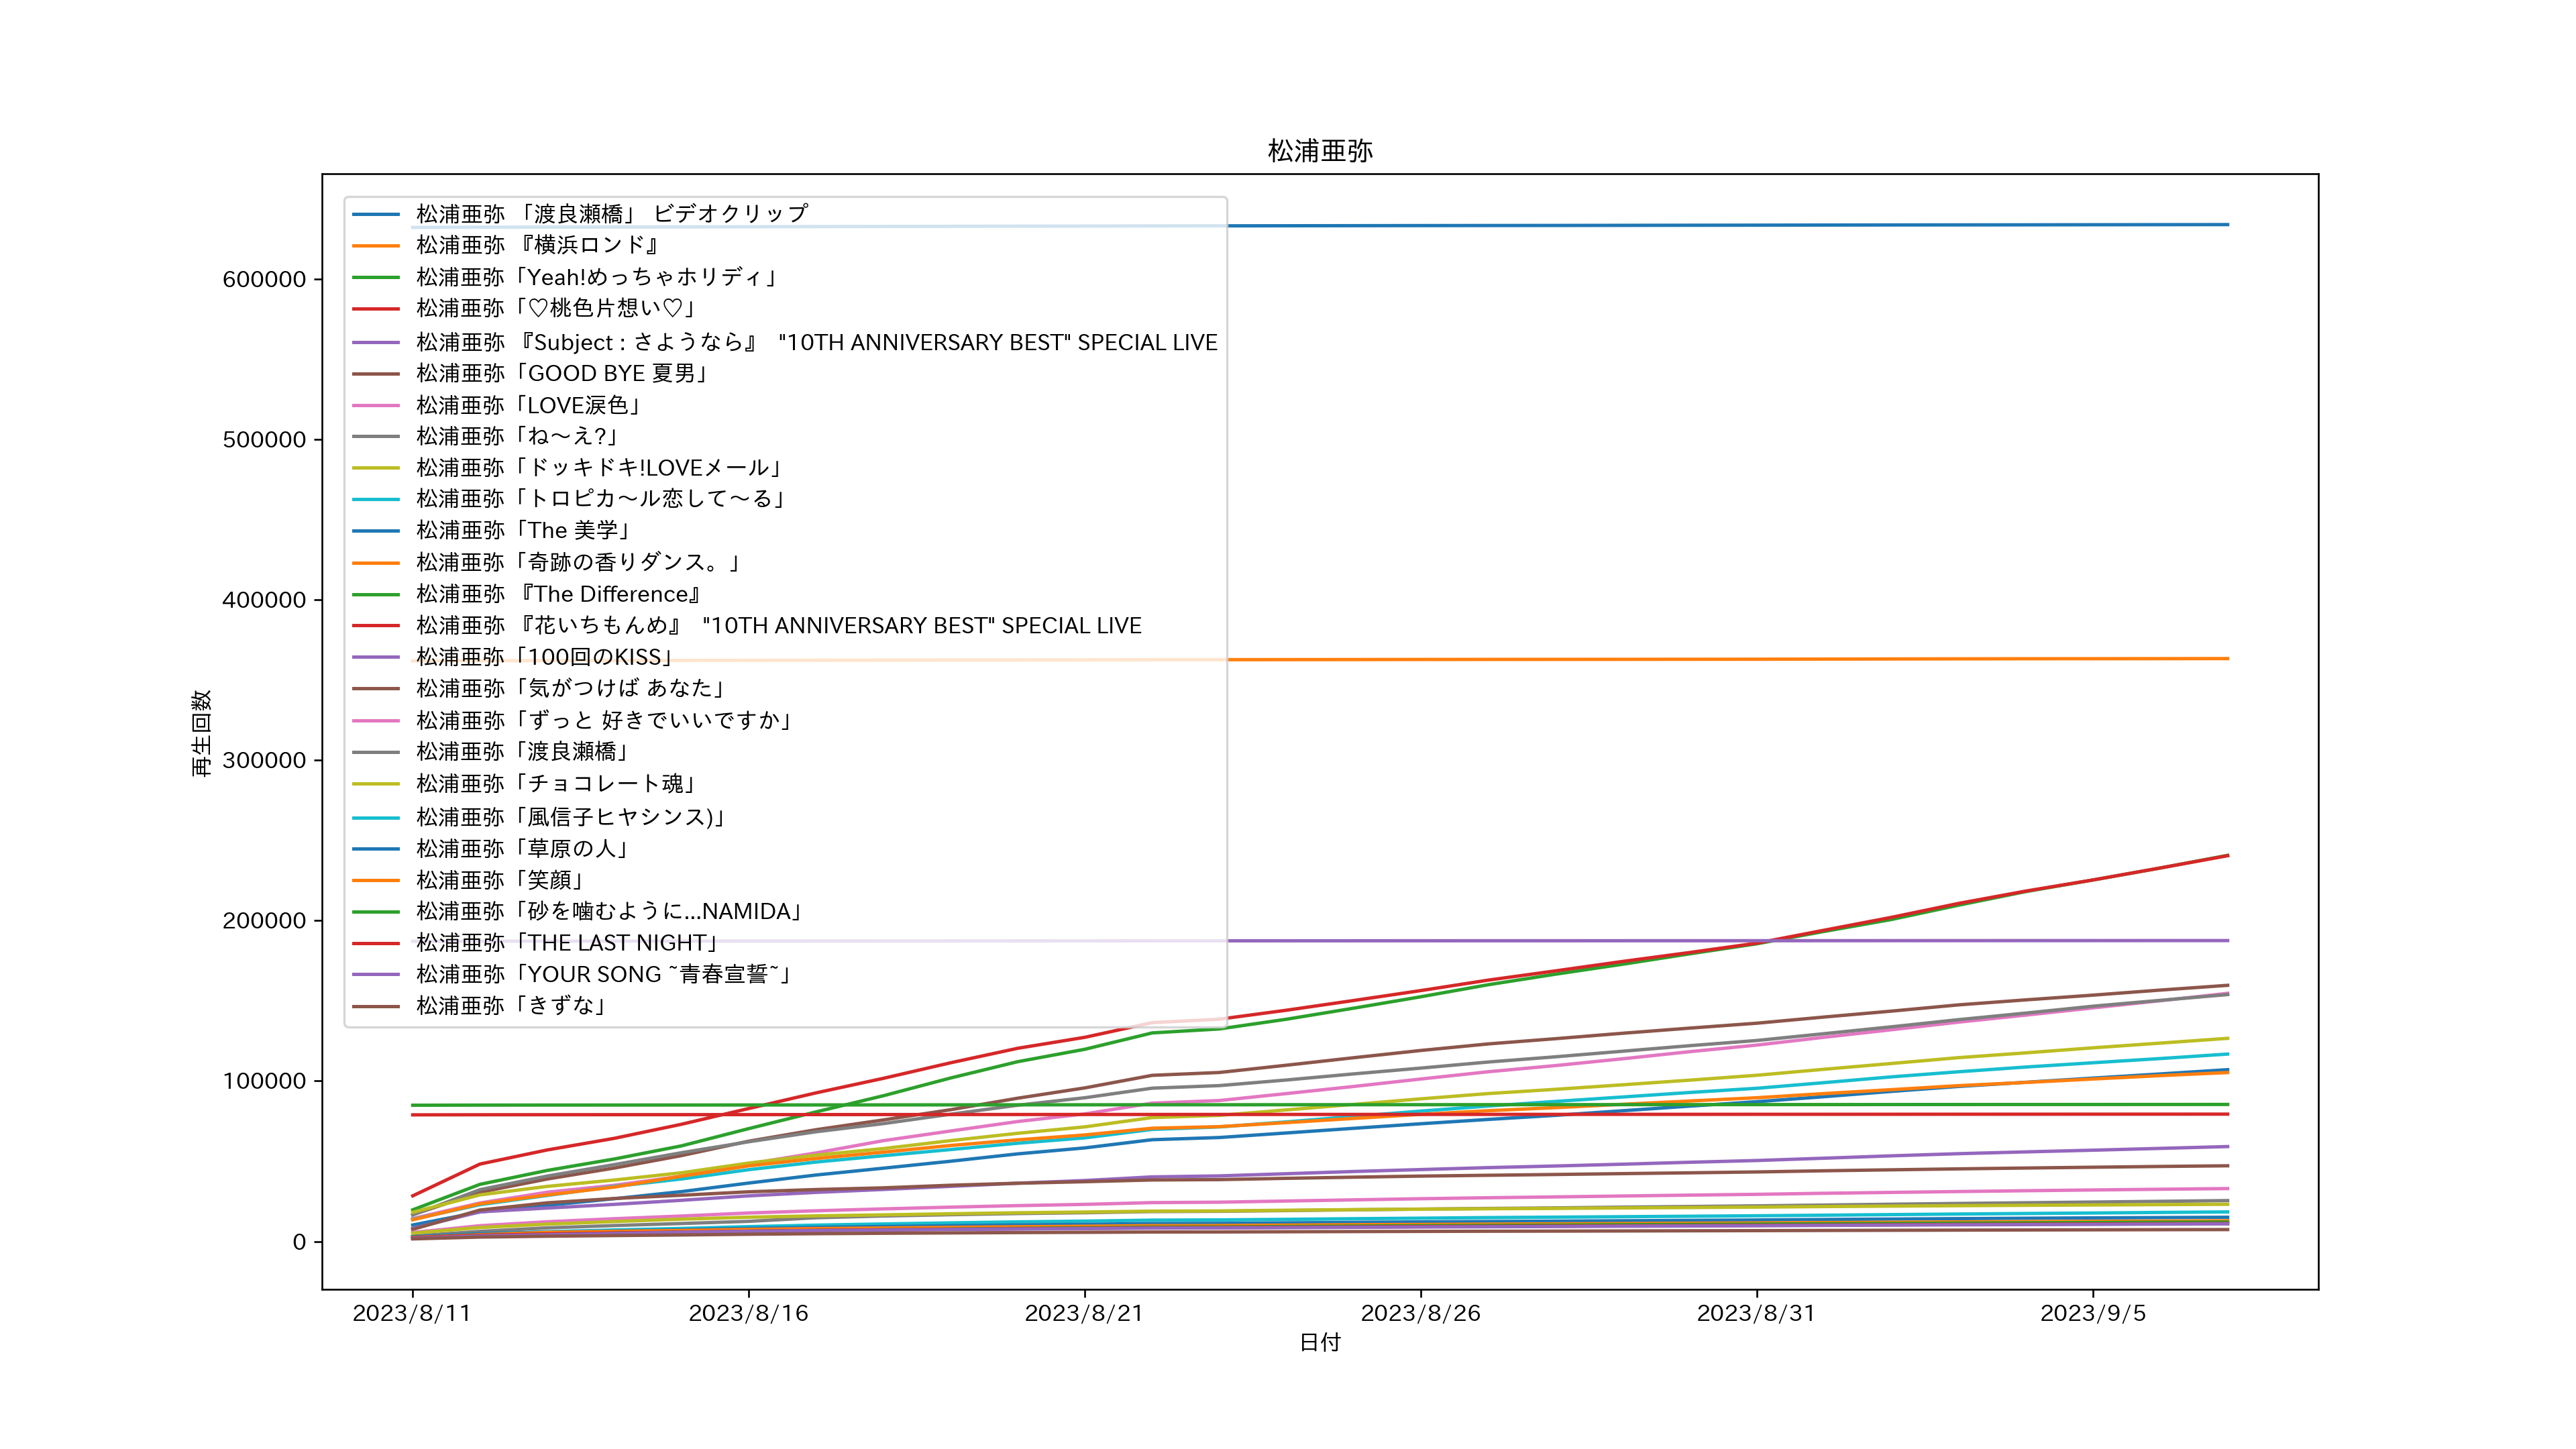 松浦亜弥
松浦亜弥 「渡良瀬橋」 ビデオクリップ
松浦亜弥 『横浜ロンド』
松浦亜弥「Yeah!めっちゃホリディ」
松浦亜弥「♡桃色片想い♡」
松浦亜弥 『Subject : さようなら』 "10TH ANNIVERSARY BEST" SPECIAL LIVE
松浦亜弥「GOOD BYE 夏男」
松浦亜弥「LOVE涙色」
松浦亜弥「ね～え?」
松浦亜弥「ドッキドキ!LOVEメール」
松浦亜弥「トロピカ～ル恋して～る」
松浦亜弥「The 美学」
松浦亜弥「奇跡の香りダンス。」
松浦亜弥 『The Difference』
松浦亜弥 『花いちもんめ』 "10TH ANNIVERSARY BEST" SPECIAL LIVE
松浦亜弥「100回のKISS」
松浦亜弥「気がつけば あなた」
松浦亜弥「ずっと 好きでいいですか」
松浦亜弥「渡良瀬橋」
松浦亜弥「チョコレート魂」
松浦亜弥「風信子ヒヤシンス)」
松浦亜弥「草原の人」
松浦亜弥「笑顔」
松浦亜弥「砂を噛むように…NAMIDA」
松浦亜弥「THE LAST NIGHT」
松浦亜弥「YOUR SONG ~青春宣誓~」
松浦亜弥「きずな」
再生回数
600000
500000
400000
300000
200000
100000
0
2023/8/11
2023/8/16
2023/8/21
2023/8/26
2023/8/31
2023/9/5
日付